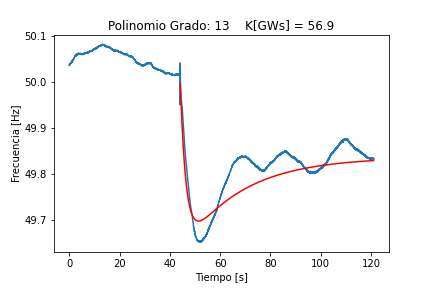 Polinomio Grado: 13    K[GWs] = 56.9
Frecuencia [Hz]
50.1
50.0
49.9
49.8
49.7
0 20 40 60 80 100 120
Tiempo [s]